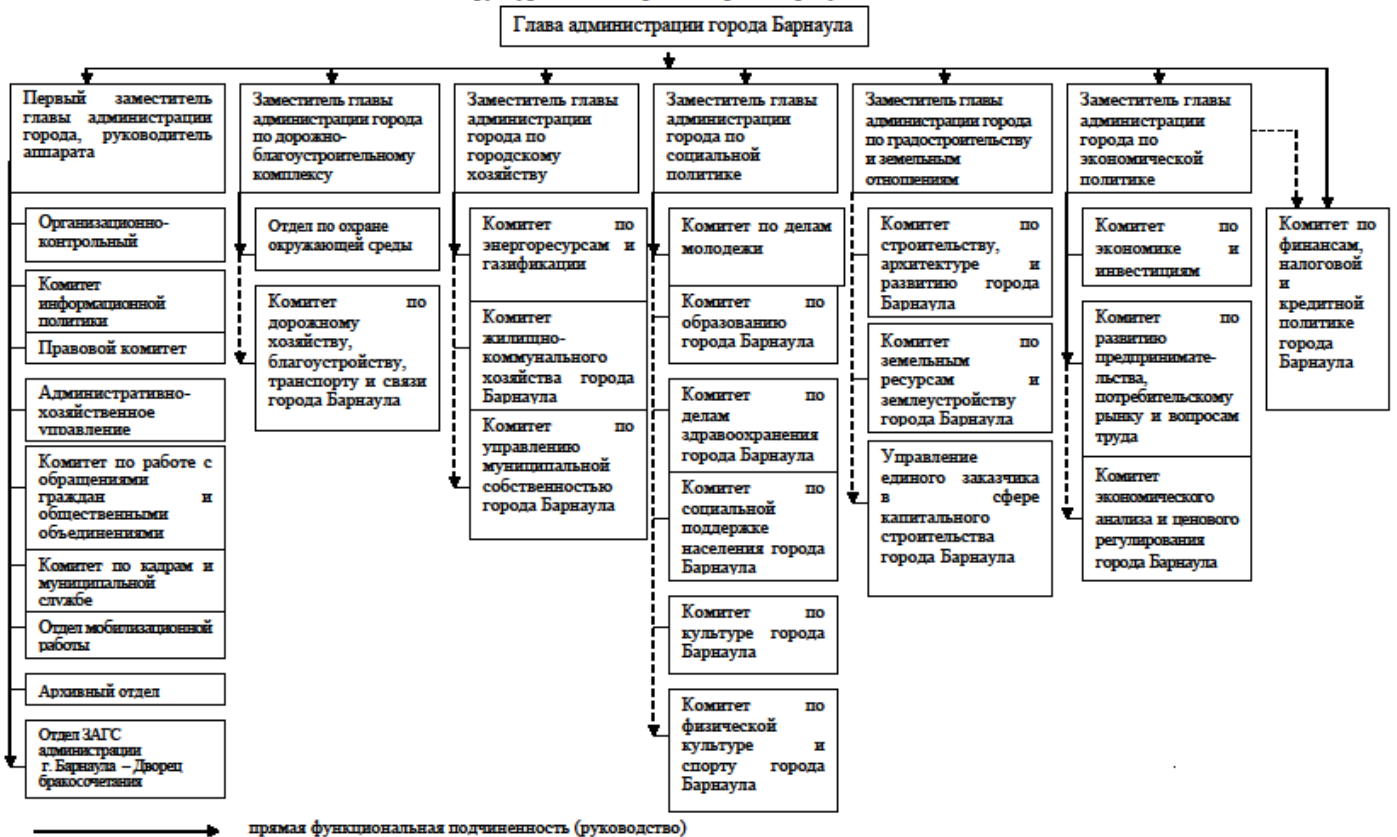 Глава администрации города Барнаула
Первый заместитель
главы администрации
города, руководитель
аппарата
Заместитель главы
администрации города
по дорожно-
благоустроительному
комплексу
Заместитель главы
администрации
города по
городскому
хозяйству
Заместитель главы
администрации
города по
социальной
политике
Заместитель главы
администрации города
по градостроительству
и земельным
отношениям
Заместитель главы
администрации
города по
экономической
политике
Организационно-
контрольный
Комитет
информационной
политики
Правовой комитет
Административно-
хозяйственное
управление
Комитет по работе с
обращениями
граждан и
общественными
объединениями
Комитет по кадрам и
муниципальной
службе
Отдел мобилизационной
работы
Архивный отдел
Отдел ЗАГС
администрации
г. Барнаула – Дворец
бракосочетания
Отдел по охране
окружающей среды
Комитет по
дорожному
хозяйству,
благоустройству,
транспорту и связи
города Барнаула
Комитет по
энергоресурсам и
газификации
Комитет
жилищно-
коммунального
хозяйства города
Барнаула
Комитет по
управлению
муниципальной
собственностью
города Барнаула
Комитет по делам
молодежи
Комитет по
образованию
города Барнаула
Комитет по
делам
здравоохранения
города Барнаула
Комитет по
социальной
поддержке
населения города
Барнаула
Комитет по
культуре города
Барнаула
Комитет по
физической
культуре и
спорту города
Барнаула
Комитет по
строительству,
архитектуре и
развитию города
Барнаула
Комитет по
земельным
ресурсам и
землеустройству
города Барнаула
Управление
единого заказчика
в сфере
капитального
строительства
города Барнаула
Комитет по
экономике и
инвестициям
Комитет по
развитию
предпринимате-
льства,
потребительскому
рынку и вопросам
труда
Комитет
экономического
анализа и ценового
регулирования
города Барнаула
Комитет по
финансам,
налоговой
и
кредитной
политике
города
Барнаула
прямая функциональная подчиненность (руководство)